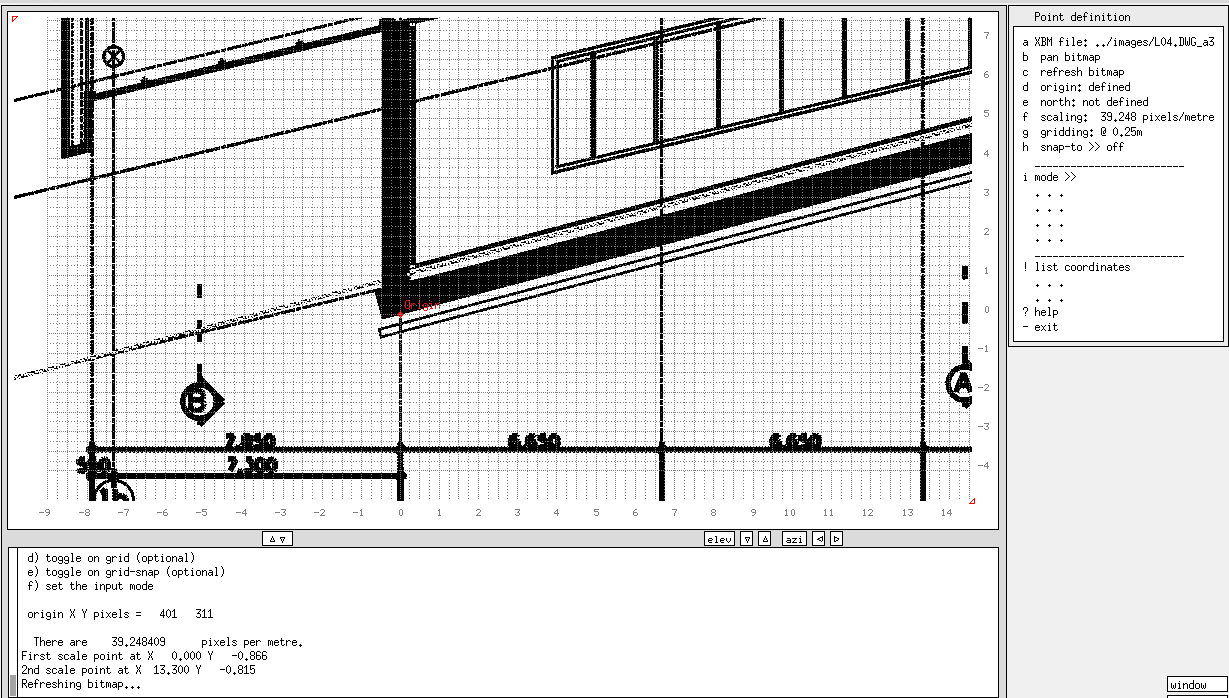 Point definition
a XBM file: ../images/L04.DWG_a3
b pan bitmap
c refresh bitmap
d origin: defined
e north: not defined
f scaling: 39.248 pixels/metre
g gridding: @ 0.25m
h snap-to >> off
i mode >>
. . .
. . .
. . .
. . .
! list coordinates
. . .
. . .
? help
- exit
X
7
6
5
4
3
2
1
0
-1
-2
-3
-4
Origin
B
A
7.850
6.650
6.650
7.300
-9 -8 -7 -6 -5 -4 -3 -2 -1 0 1 2 3 4 5 6 7 8 9 10 11 12 13 14
elev
azi
d) toggle on grid (optional)
e) toggle on grid-snap (optional)
f) set the input mode
origin X Y pixels = 401 311
There are 39.248409 pixels per metre.
First scale point at X 0.000 Y -0.866
2nd scale point at X 13.300 Y -0.815
Refreshing bitmap...
window